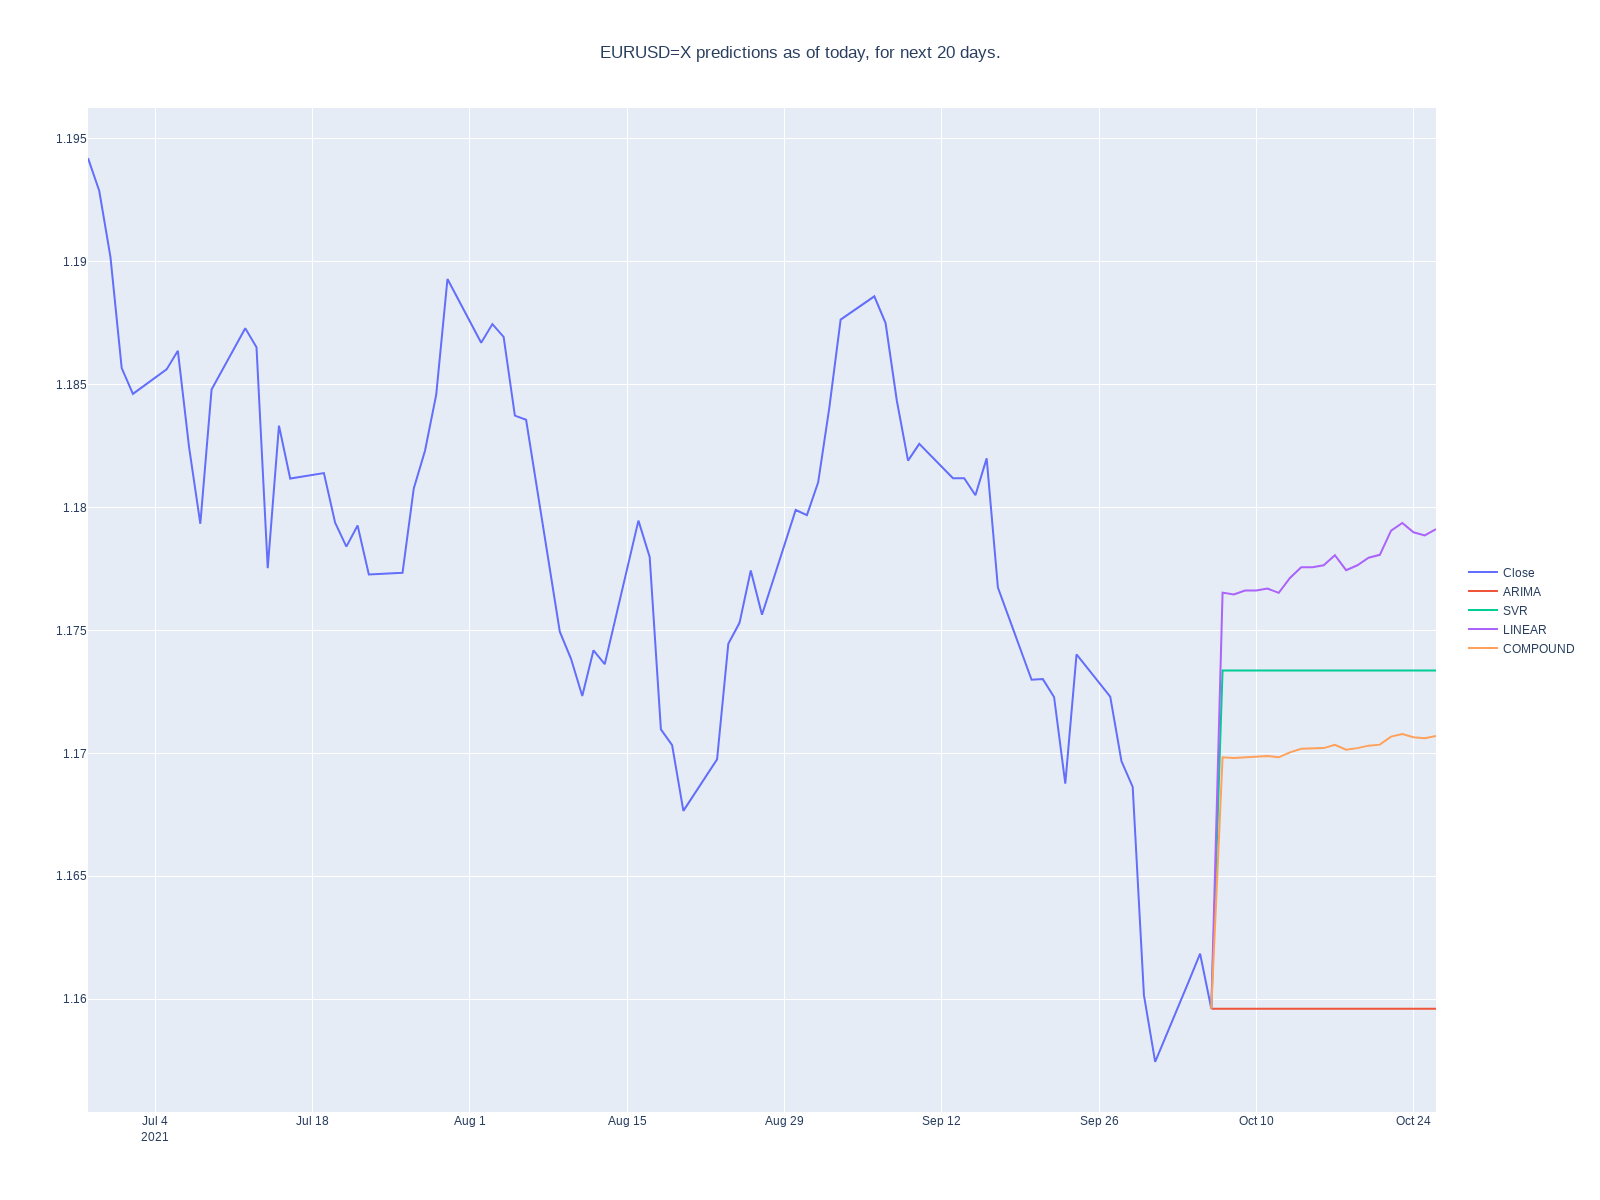 EURUSD=X predictions as of today, for next 20 days.
1.195
1.19
1.185
1.18
1.175
1.17
1.165
1.16
Jul 4
2021
Jul 18
Aug 1
Aug 15
Aug 29
Sep 12
Sep 26
Oct 10
Oct 24
Close
ARIMA
SVR
LINEAR
COMPOUND